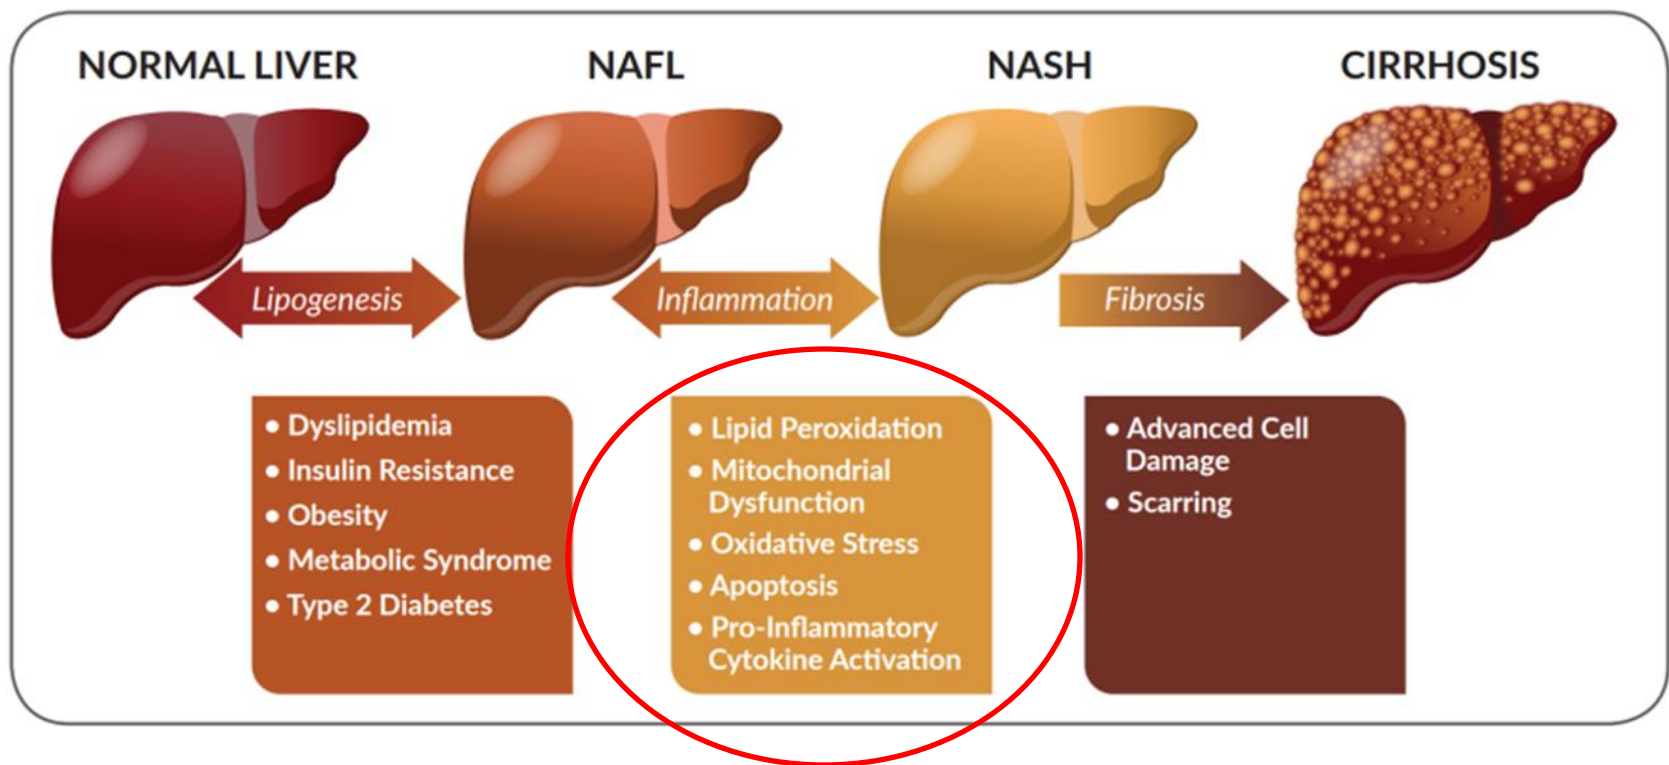 NORMAL LIVER
NAFL
NASH
CIRRHOSIS
Lipogenesis
Inflammation
Fibrosis
• Dyslipidemia
• Insulin Resistance
• Obesity
• Metabolic Syndrome
• Type 2 Diabetes
• Lipid Peroxidation
• Mitochondrial
Dysfunction
• Oxidative Stress
• Apoptosis
• Pro-Inflammatory
Cytokine Activation
• Advanced Cell
Damage
• Scarring